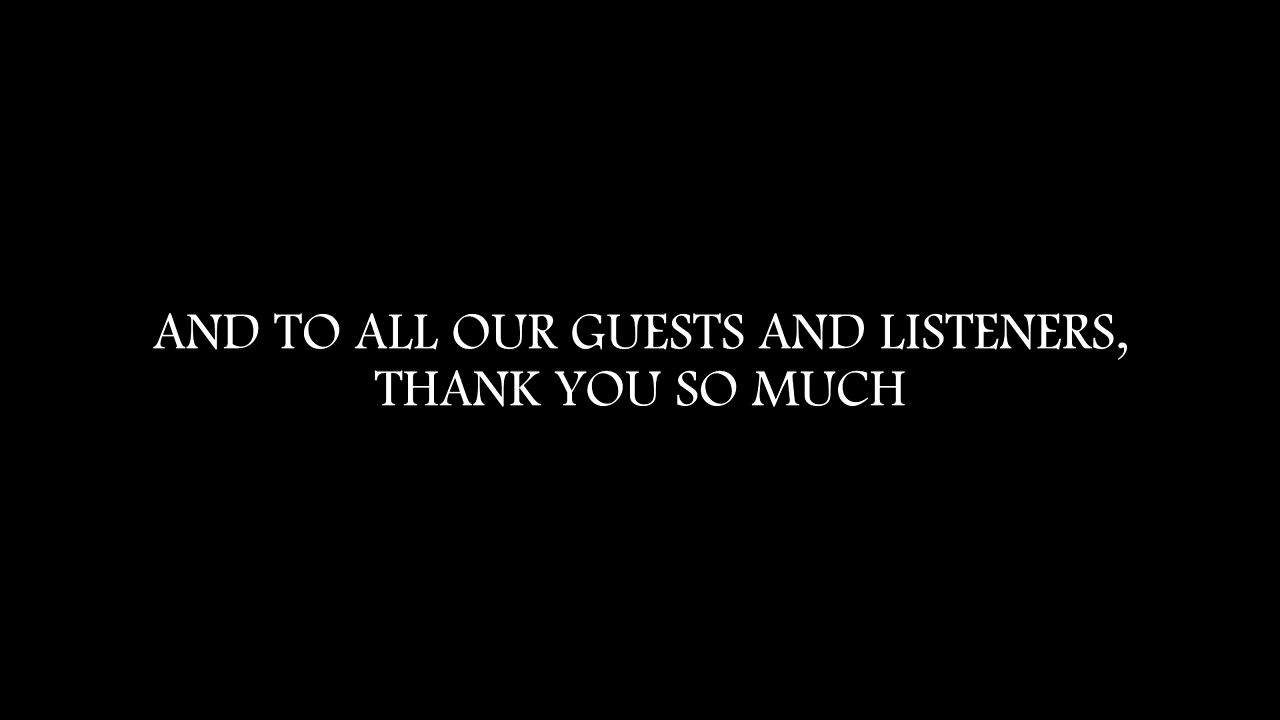 AND TO ALL OUR GUESTS AND LISTENERS,
THANK YOU SO MUCH